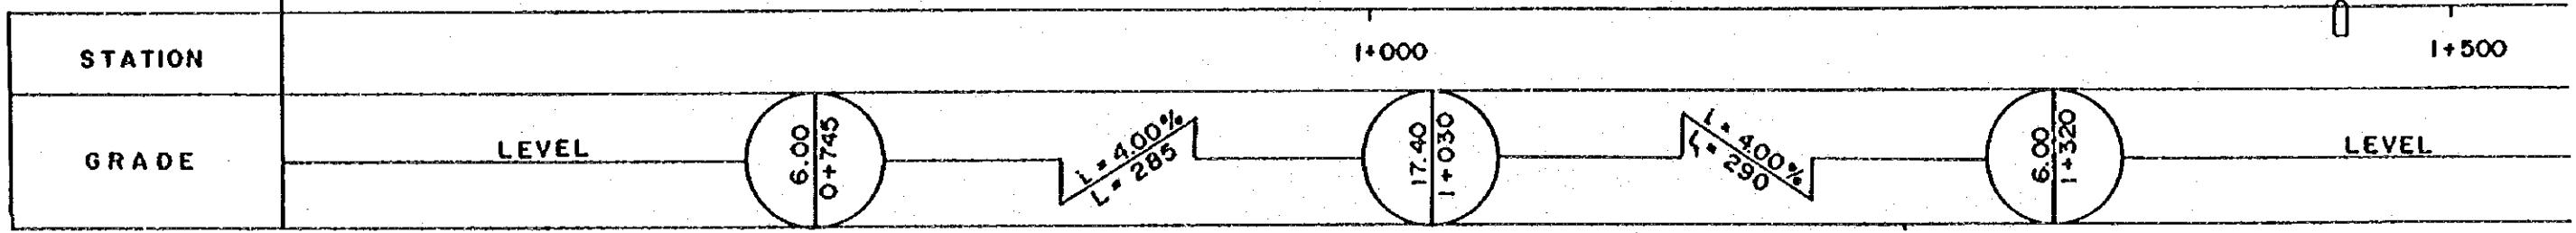 STATION
1+000
1+500
GRADE
LEVEL
6.00
0+745
i = 4.00%
L = 285
17.40
1+030
i = 4.00%
L = 290
6.00
1+320
LEVEL